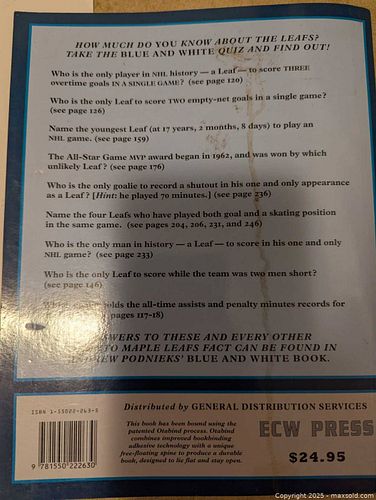 HOW MUCH DO YOU KNOW ABOUT THE LEAFS?
TAKE THE BLUE AND WHITE QUIZ AND FIND OUT!
Who is the only player in NHL history — a Leaf — to score THREE
overtime goals IN A SINGLE GAME? (see page 120)
Who is the only Leaf to score TWO empty-net goals in a single game?
(see page 126)
Name the youngest Leaf (at 17 years, 2 months, 8 days) to play an
NHL game. (see page 159)
The All-Star Game MVP award began in 1962, and was won by which
unlikely Leaf? (see page 176)
Who is the only goalie to record a shutout in his one and only appearance
as a Leaf? [Hint: he played 70 minutes.] (see page 236)
Name the four Leafs who have played both goal and a skating position
in the same game. (see pages 204, 206, 231, and 246)
Who is the only man in history — a Leaf — to score in his one and only
NHL game? (see page 233)
Who is the only Leaf to score while the team was two men short?
(see page 146)
holds the all-time assists and penalty minutes records for
pages 117-18)
ANSWERS TO THESE AND EVERY OTHER
TO MAPLE LEAFS FACT CAN BE FOUND IN
ANDREW PODNIEKS' BLUE AND WHITE BOOK.
ISBN 1-55022-263-5
9 781550 222630
Distributed by GENERAL DISTRIBUTION SERVICES
This book has been bound using the
patented Otabind process. Otabind
combines improved bookbinding
adhesive technology with a unique
free-floating spine to produce a durable
book, designed to lie flat and stay open.
ECW PRESS
$24.95
Copyright 2025 - maxsold.com